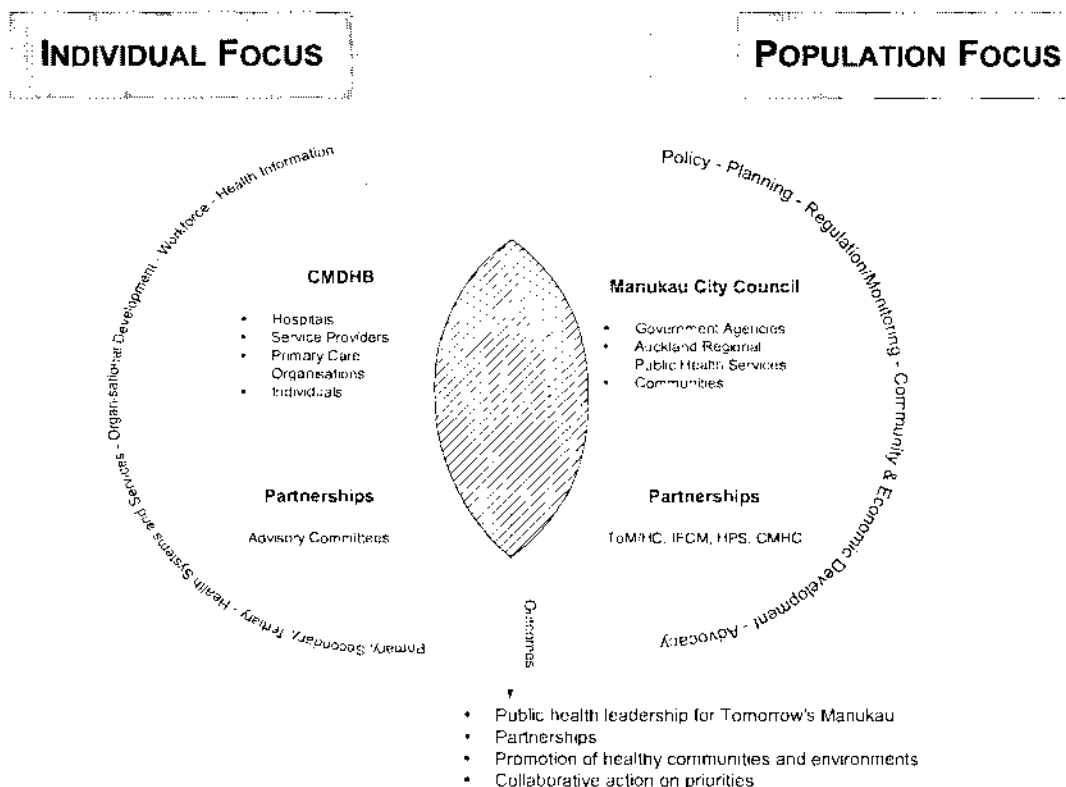 INDIVIDUAL FOCUS
POPULATION FOCUS
Primary, Secondary, Tertiary - Health Systems and Services - Organisational Development - Workforce - Health Information
Policy - Planning - Regulation/Monitoring - Community & Economic Development - Advocacy
CMDHB
• Hospitals
• Service Providers
• Primary Care
Organisations
• Individuals
Partnerships
Advisory Committees
Manukau City Council
• Government Agencies
• Auckland Regional
Public Health Services
• Communities
Partnerships
ToM/HC, IFCM, HPS, CMHC
Outcomes
• Public health leadership for Tomorrow's Manukau
• Partnerships
• Promotion of healthy communities and environments
• Collaborative action on priorities